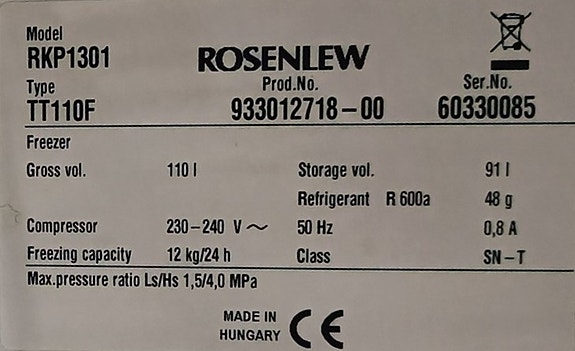 Model
RKP1301 ROSENLEW
Type Prod.No. Ser.No.
TT110F 933012718-00 60330085
Freezer
Gross vol. 110 l Storage vol. 91 l
Refrigerant R 600a 48 g
Compressor 230-240 V ~ 50 Hz 0,8 A
Freezing capacity 12 kg/24 h Class SN-T
Max.pressure ratio Ls/Hs 1,5/4,0 MPa
MADE IN
HUNGARY CE